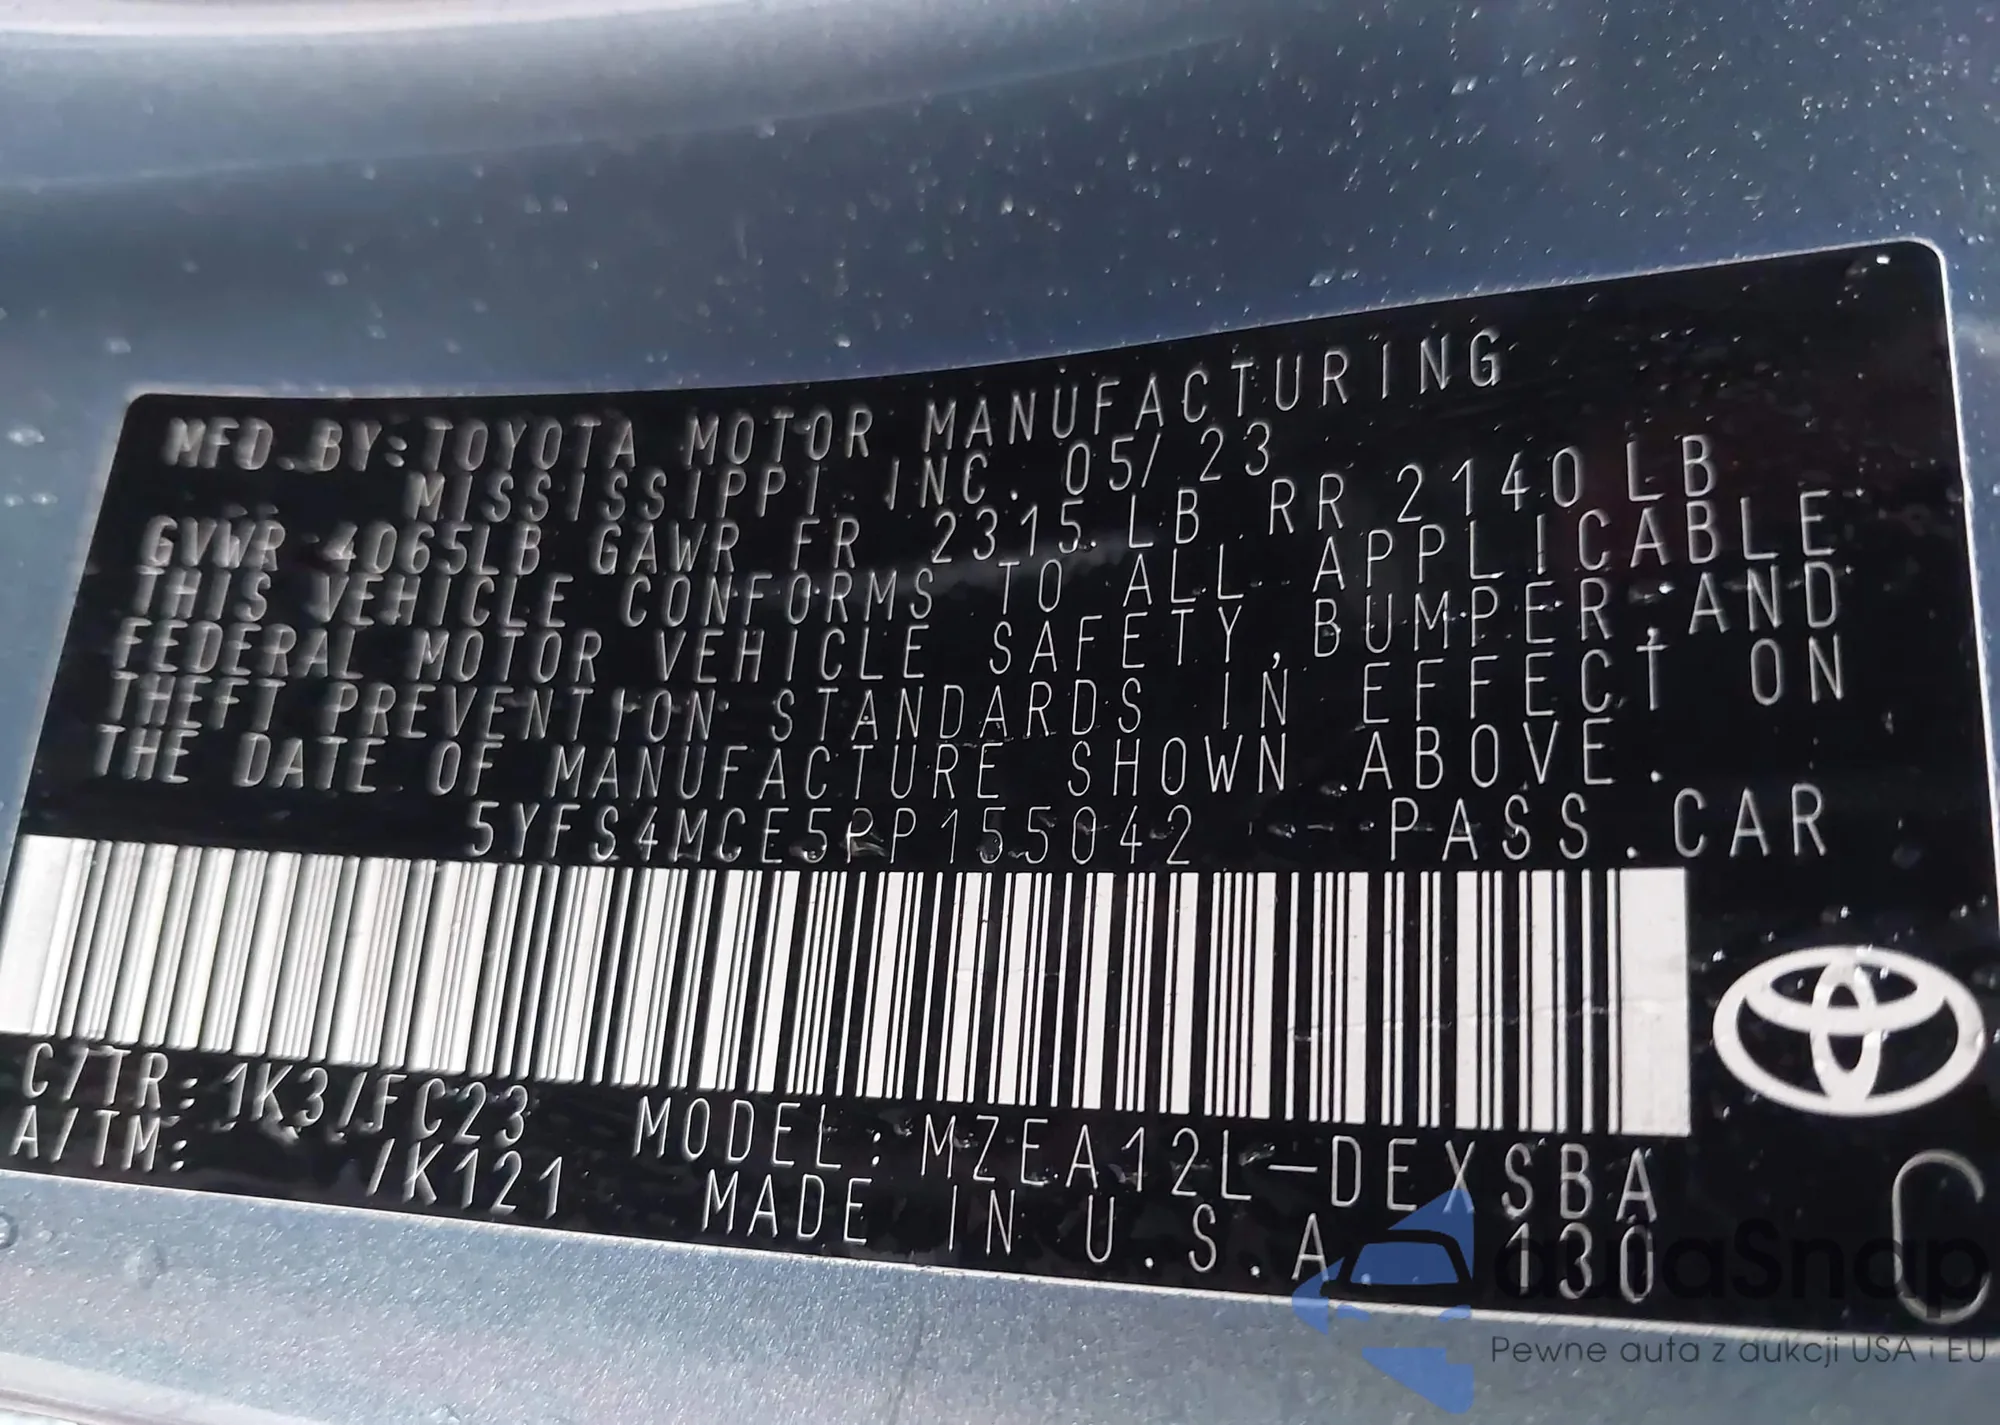 MFD. BY: TOYOTA MOTOR MANUFACTURING
MISSISSIPPI, INC. 05/23
GVWR 4065LB GAWR FR 2315 LB RR 2140LB
THIS VEHICLE CONFORMS TO ALL APPLICABLE
FEDERAL MOTOR VEHICLE SAFETY, BUMPER, AND
THEFT PREVENTION STANDARDS IN EFFECT ON
THE DATE OF MANUFACTURE SHOWN ABOVE.
5YFS4MCE5PP155042 PASS. CAR
C/TR: 1K3/FC23 MODEL: MZEA12L-DEXSBA
A/TM: /K121 MADE IN U.S.A. 130
C
autaSnap
Pewne auta z aukcji USA i EU